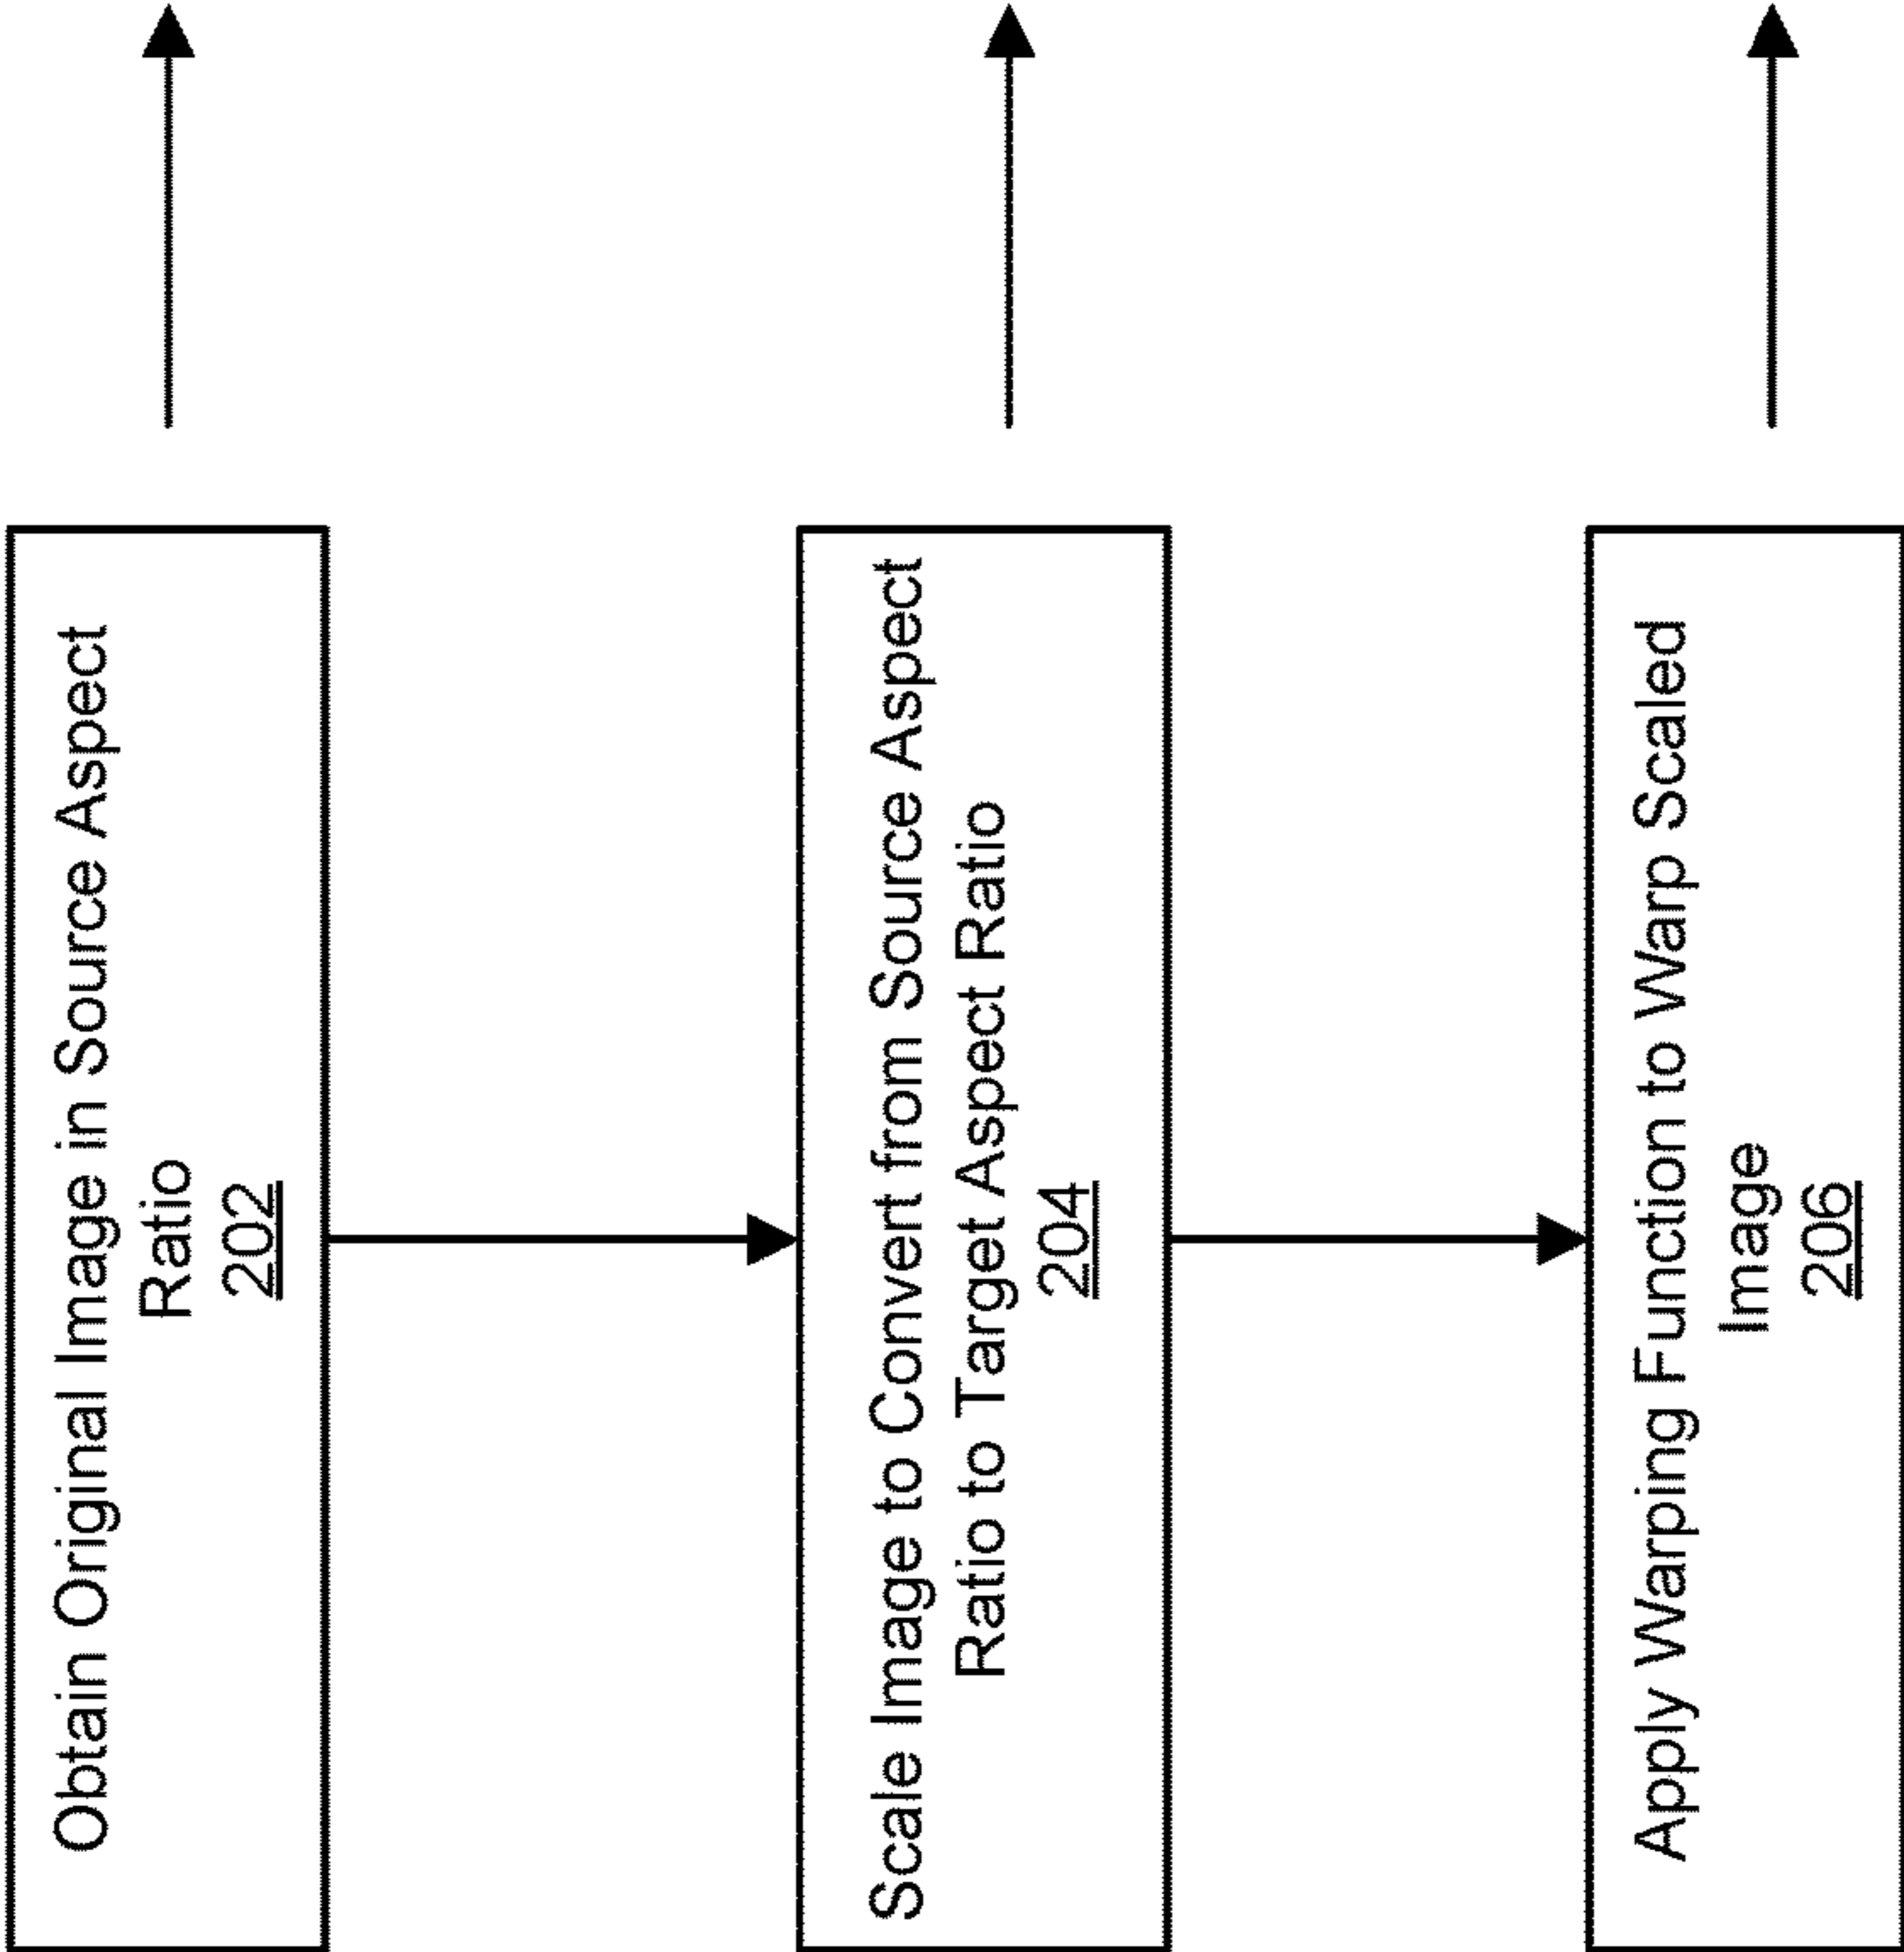 Obtain Original Image in Source Aspect
Ratio
202
Scale Image to Convert from Source Aspect
Ratio to Target Aspect Ratio
204
Apply Warping Function to Warp Scaled
Image
206